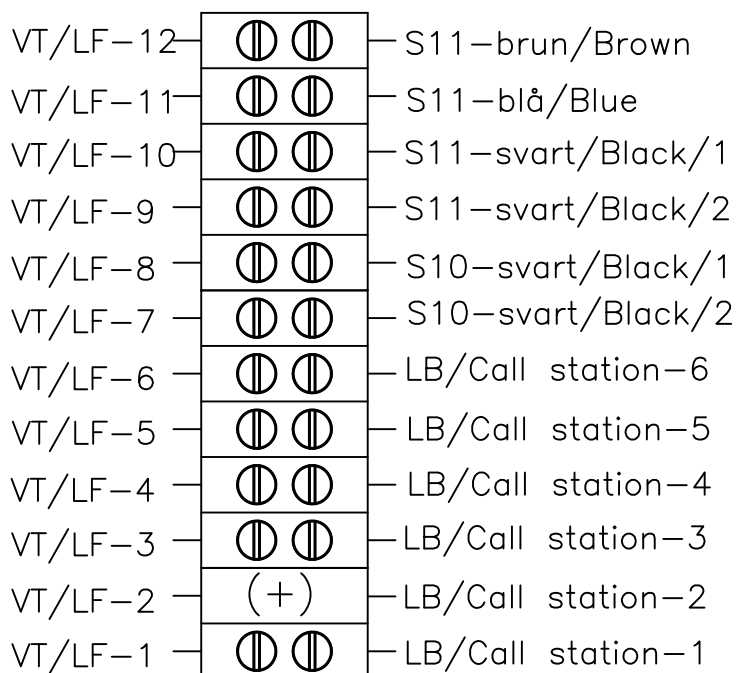 VT/LF-12 S11-brun/Brown
VT/LF-11 S11-blå/Blue
VT/LF-10 S11-svart/Black/1
VT/LF-9 S11-svart/Black/2
VT/LF-8 S10-svart/Black/1
VT/LF-7 S10-svart/Black/2
VT/LF-6 LB/Call station-6
VT/LF-5 LB/Call station-5
VT/LF-4 LB/Call station-4
VT/LF-3 LB/Call station-3
VT/LF-2 (+) LB/Call station-2
VT/LF-1 LB/Call station-1